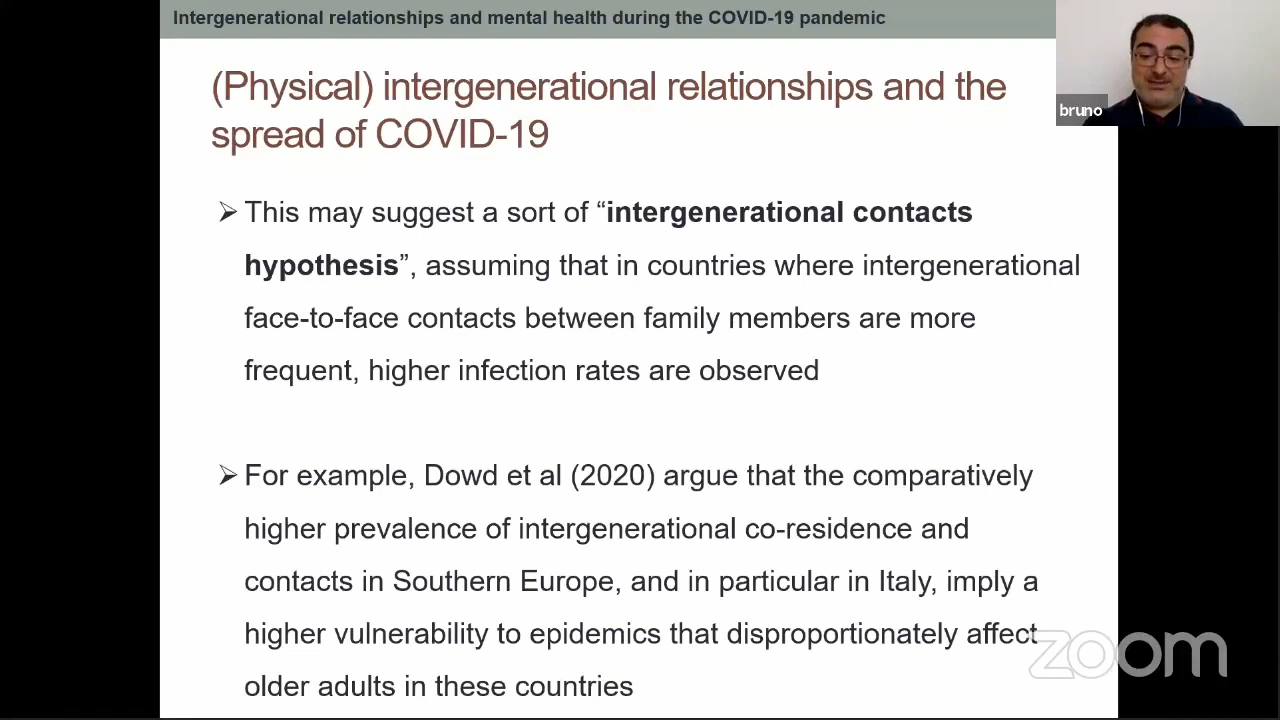 Intergenerational relationships and mental health during the COVID-19 pandemic
(Physical) intergenerational relationships and the
spread of COVID-19
bruno
This may suggest a sort of “intergenerational contacts
hypothesis”, assuming that in countries where intergenerational
face-to-face contacts between family members are more
frequent, higher infection rates are observed
For example, Dowd et al (2020) argue that the comparatively
higher prevalence of intergenerational co-residence and
contacts in Southern Europe, and in particular in Italy, imply a
higher vulnerability to epidemics that disproportionately affect
older adults in these countries
zoom